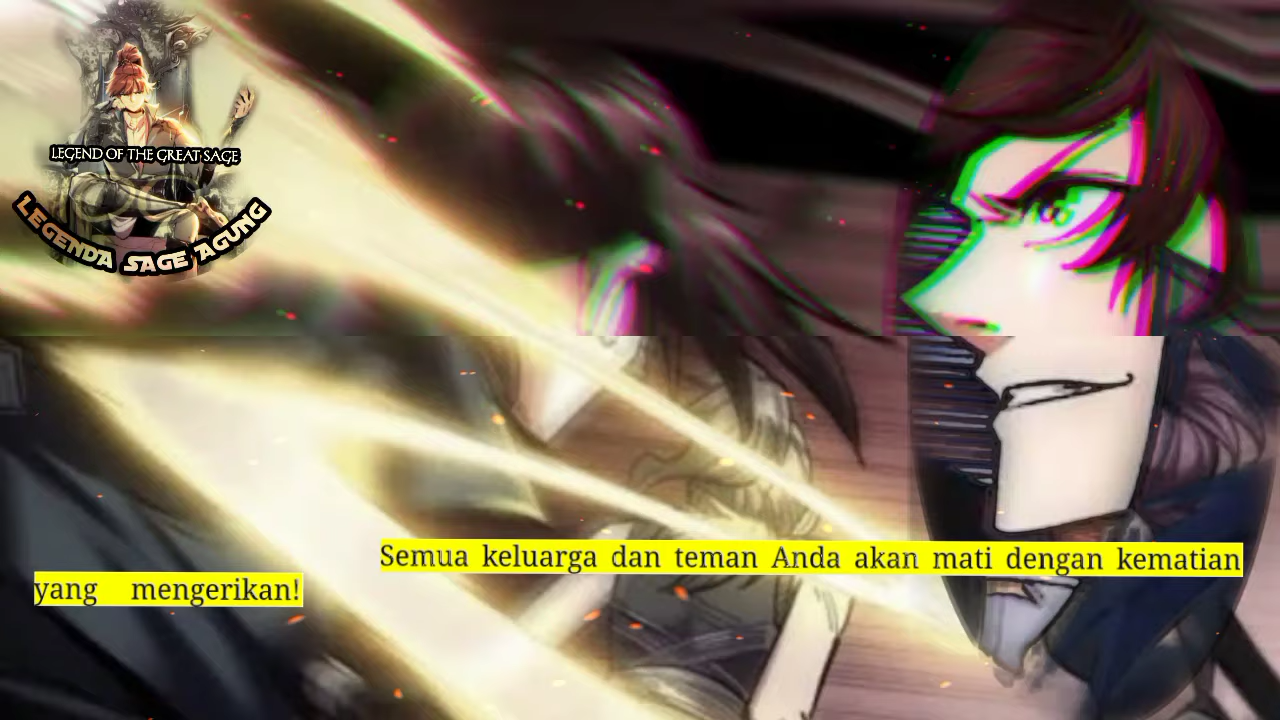 LEGEND OF THE GREAT SAGE
LEGENDA SAGE AGUNG
Semua keluarga dan teman Anda akan mati dengan kematian
yang mengerikan!